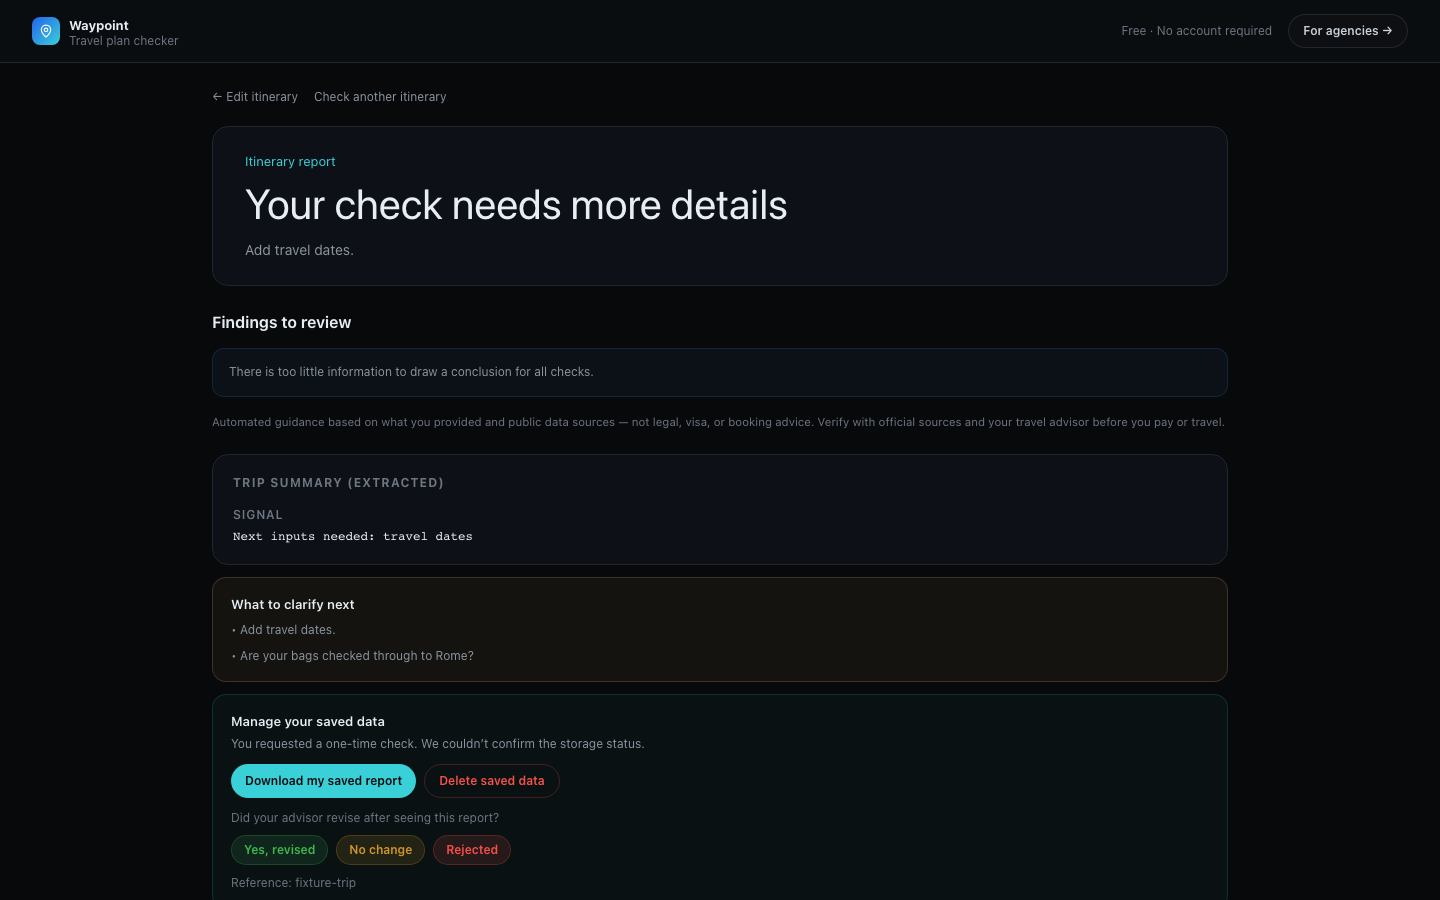 Waypoint
Travel plan checker
Free · No account required
For agencies →
← Edit itinerary
Check another itinerary
Itinerary report
Your check needs more details
Add travel dates.
Findings to review
There is too little information to draw a conclusion for all checks.
Automated guidance based on what you provided and public data sources — not legal, visa, or booking advice. Verify with official sources and your travel advisor before you pay or travel.
TRIP SUMMARY (EXTRACTED)
SIGNAL
Next inputs needed: travel dates
What to clarify next
• Add travel dates.
• Are your bags checked through to Rome?
Manage your saved data
You requested a one-time check. We couldn’t confirm the storage status.
Download my saved report
Delete saved data
Did your advisor revise after seeing this report?
Yes, revised
No change
Rejected
Reference: fixture-trip